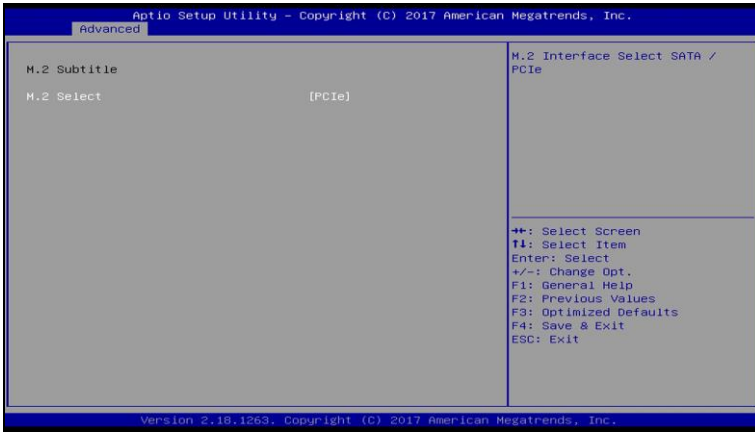 Aptio Setup Utility – Copyright (C) 2017 American Megatrends, Inc.
Advanced
M.2 Subtitle
M.2 Select [PCIe]
M.2 Interface Select SATA /
PCIe
→←: Select Screen
↑↓: Select Item
Enter: Select
+/-: Change Opt.
F1: General Help
F2: Previous Values
F3: Optimized Defaults
F4: Save & Exit
ESC: Exit
Version 2.18.1263. Copyright (C) 2017 American Megatrends, Inc.